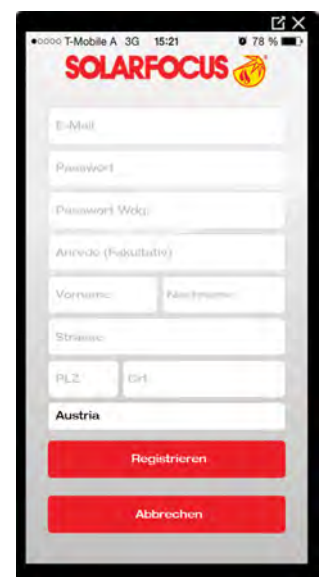 T-Mobile A 3G 15:21 78 %
SOLARFOCUS
E-Mail
Passwort
Passwort Wdg.
Anrede (Fakultativ)
Vorname Nachname
Strasse
PLZ Ort
Austria
Registrieren
Abbrechen